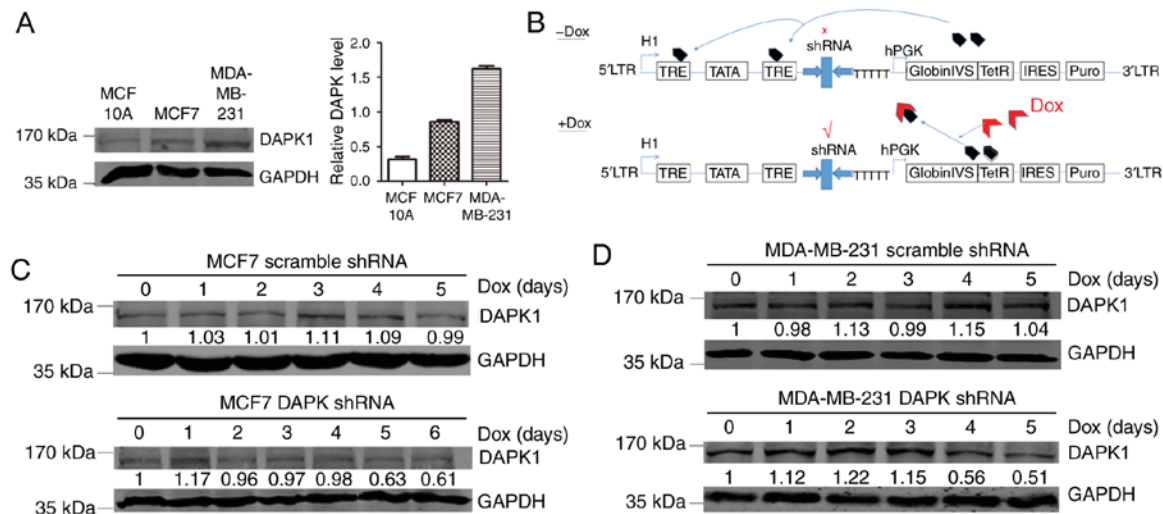 A
MCF 10A
MCF7
MDA-MB-231
170 kDa
DAPK1
35 kDa
GAPDH
Relative DAPK level
2.0
1.5
1.0
0.5
0.0
MCF 10A
MCF7
MDA-MB-231
B
–Dox
H1
x
shRNA
hPGK
5'LTR
TRE
TATA
TRE
TTTTT
GlobinIVS
TetR
IRES
Puro
3'LTR
+Dox
Dox
H1
√
shRNA
hPGK
5'LTR
TRE
TATA
TRE
TTTTT
GlobinIVS
TetR
IRES
Puro
3'LTR
C
MCF7 scramble shRNA
0 1 2 3 4 5 Dox (days)
170 kDa
DAPK1
1 1.03 1.01 1.11 1.09 0.99
35 kDa
GAPDH
MCF7 DAPK shRNA
0 1 2 3 4 5 6 Dox (days)
170 kDa
DAPK1
1 1.17 0.96 0.97 0.98 0.63 0.61
35 kDa
GAPDH
D
MDA-MB-231 scramble shRNA
0 1 2 3 4 5 Dox (days)
170 kDa
DAPK1
1 0.98 1.13 0.99 1.15 1.04
35 kDa
GAPDH
MDA-MB-231 DAPK shRNA
0 1 2 3 4 5 Dox (days)
170 kDa
DAPK1
1 1.12 1.22 1.15 0.56 0.51
35 kDa
GAPDH